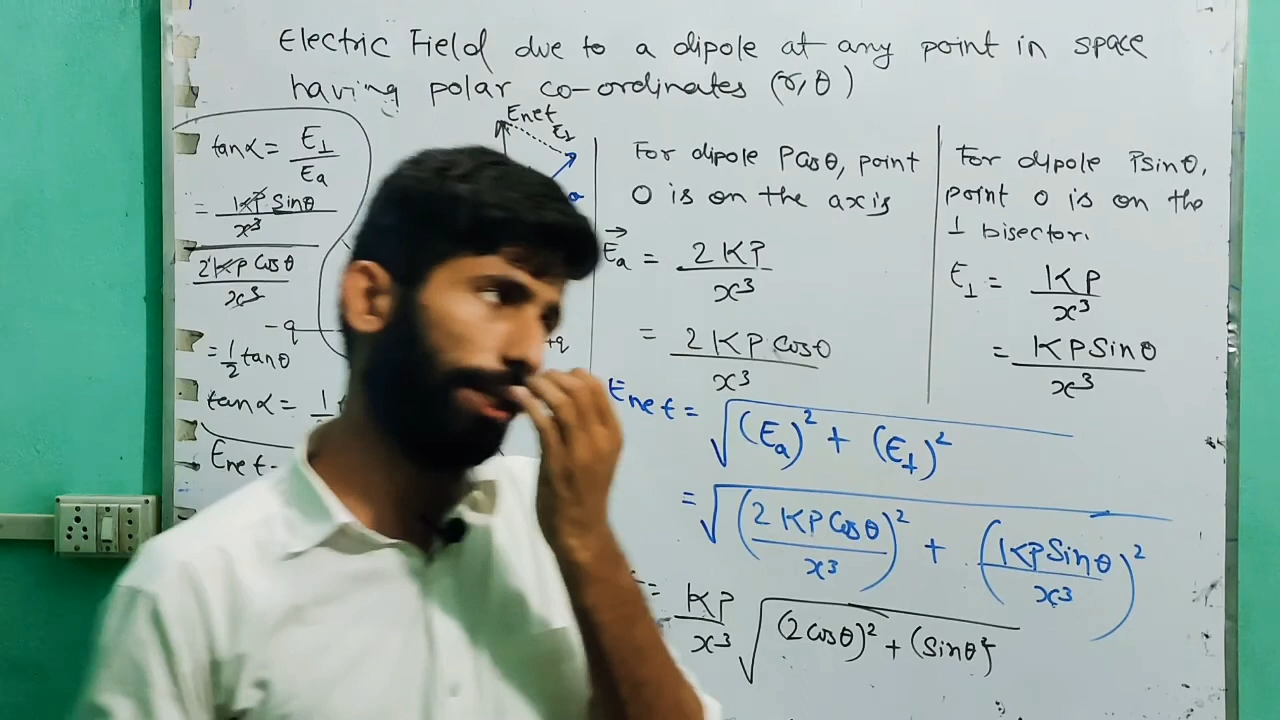 Electric Field due to a dipole at any point in space
having polar co-ordinates (r, θ)
tanα = E⊥ / Ea
= KP Sinθ / x³
2KP Cosθ / x³
= 1/2 tanθ
tanα = 1
Enet
Enet
E⊥
-q
+q
For dipole PCosθ, point
O is on the axis
Ea = 2KP / x³
= 2KP Cosθ / x³
For dipole PSinθ,
point O is on the
⊥ bisector.
E⊥ = KP / x³
= KPSinθ / x³
Enet = √(Ea)² + (E⊥)²
= √(2KPCosθ / x³)² + (KPSinθ / x³)²
= KP / x³ √(2Cosθ)² + (Sinθ)²